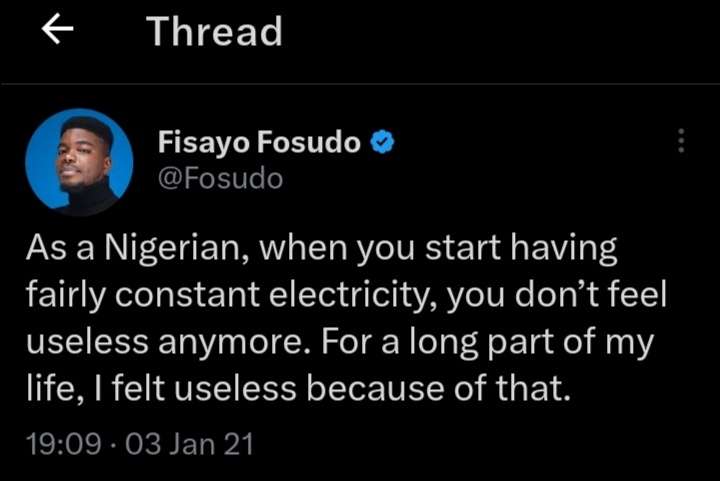 Thread
Fisayo Fosudo
@Fosudo
As a Nigerian, when you start having
fairly constant electricity, you don’t feel
useless anymore. For a long part of my
life, I felt useless because of that.
19:09 · 03 Jan 21